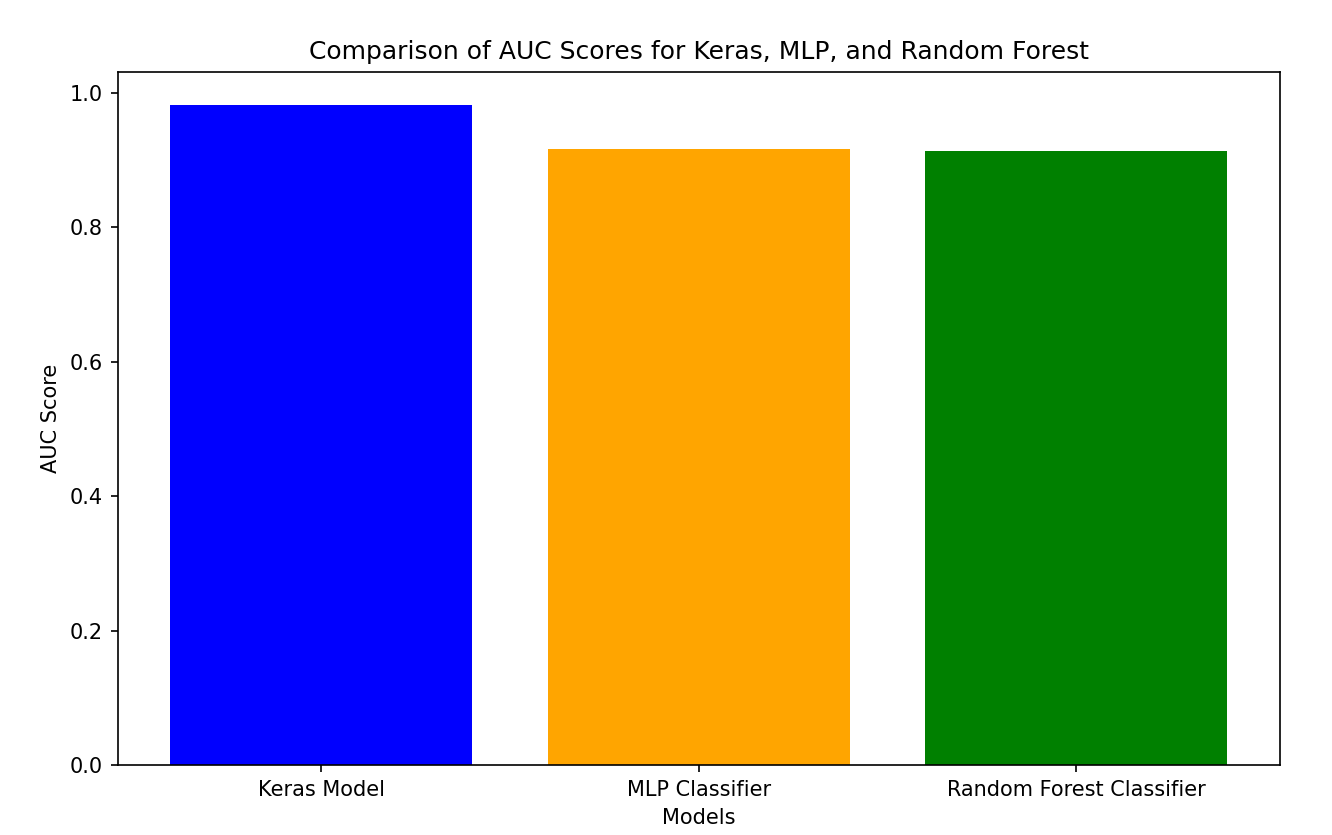 Comparison of AUC Scores for Keras, MLP, and Random Forest
1.0
0.8
0.6
0.4
0.2
0.0
AUC Score
Keras Model
MLP Classifier
Random Forest Classifier
Models